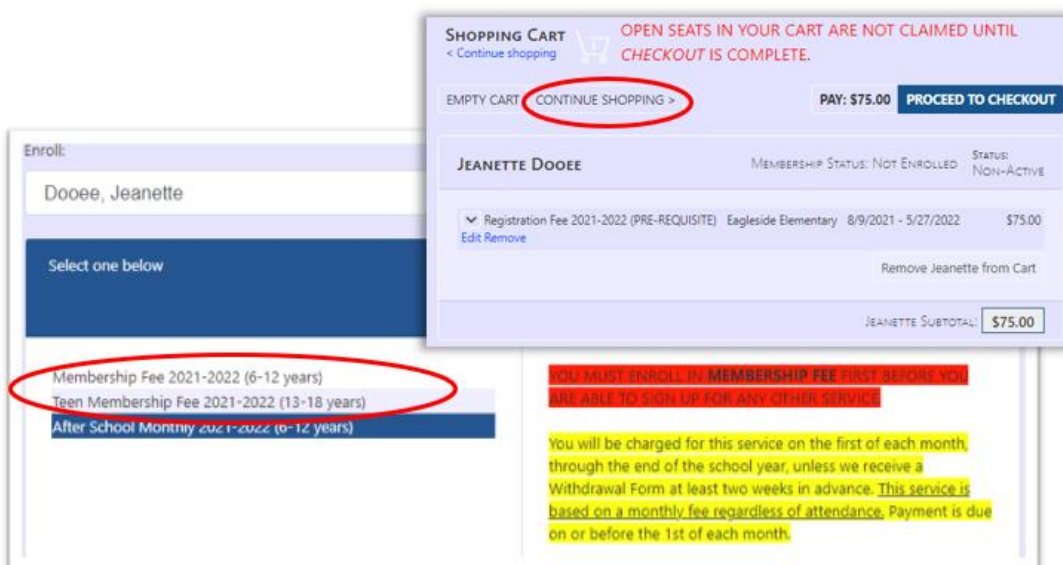 SHOPPING CART
< Continue shopping
OPEN SEATS IN YOUR CART ARE NOT CLAIMED UNTIL
CHECKOUT IS COMPLETE.
EMPTY CART CONTINUE SHOPPING > PAY: $75.00 PROCEED TO CHECKOUT
JEANETTE DOOEE MEMBERSHIP STATUS: NOT ENROLLED STATUS:
NON-ACTIVE
Registration Fee 2021-2022 (PRE-REQUISITE) Eagleside Elementary 8/9/2021 - 5/27/2022 $75.00
Edit Remove
Remove Jeanette from Cart
JEANETTE SUBTOTAL: $75.00
Enroll:
Dooee, Jeanette
Select one below
Membership Fee 2021-2022 (6-12 years)
Teen Membership Fee 2021-2022 (13-18 years)
After School Monthly 2021-2022 (6-12 years)
YOU MUST ENROLL IN MEMBERSHIP FEE FIRST BEFORE YOU
ARE ABLE TO SIGN UP FOR ANY OTHER SERVICE
You will be charged for this service on the first of each month,
through the end of the school year, unless we receive a
Withdrawal Form at least two weeks in advance. This service is
based on a monthly fee regardless of attendance. Payment is due
on or before the 1st of each month.